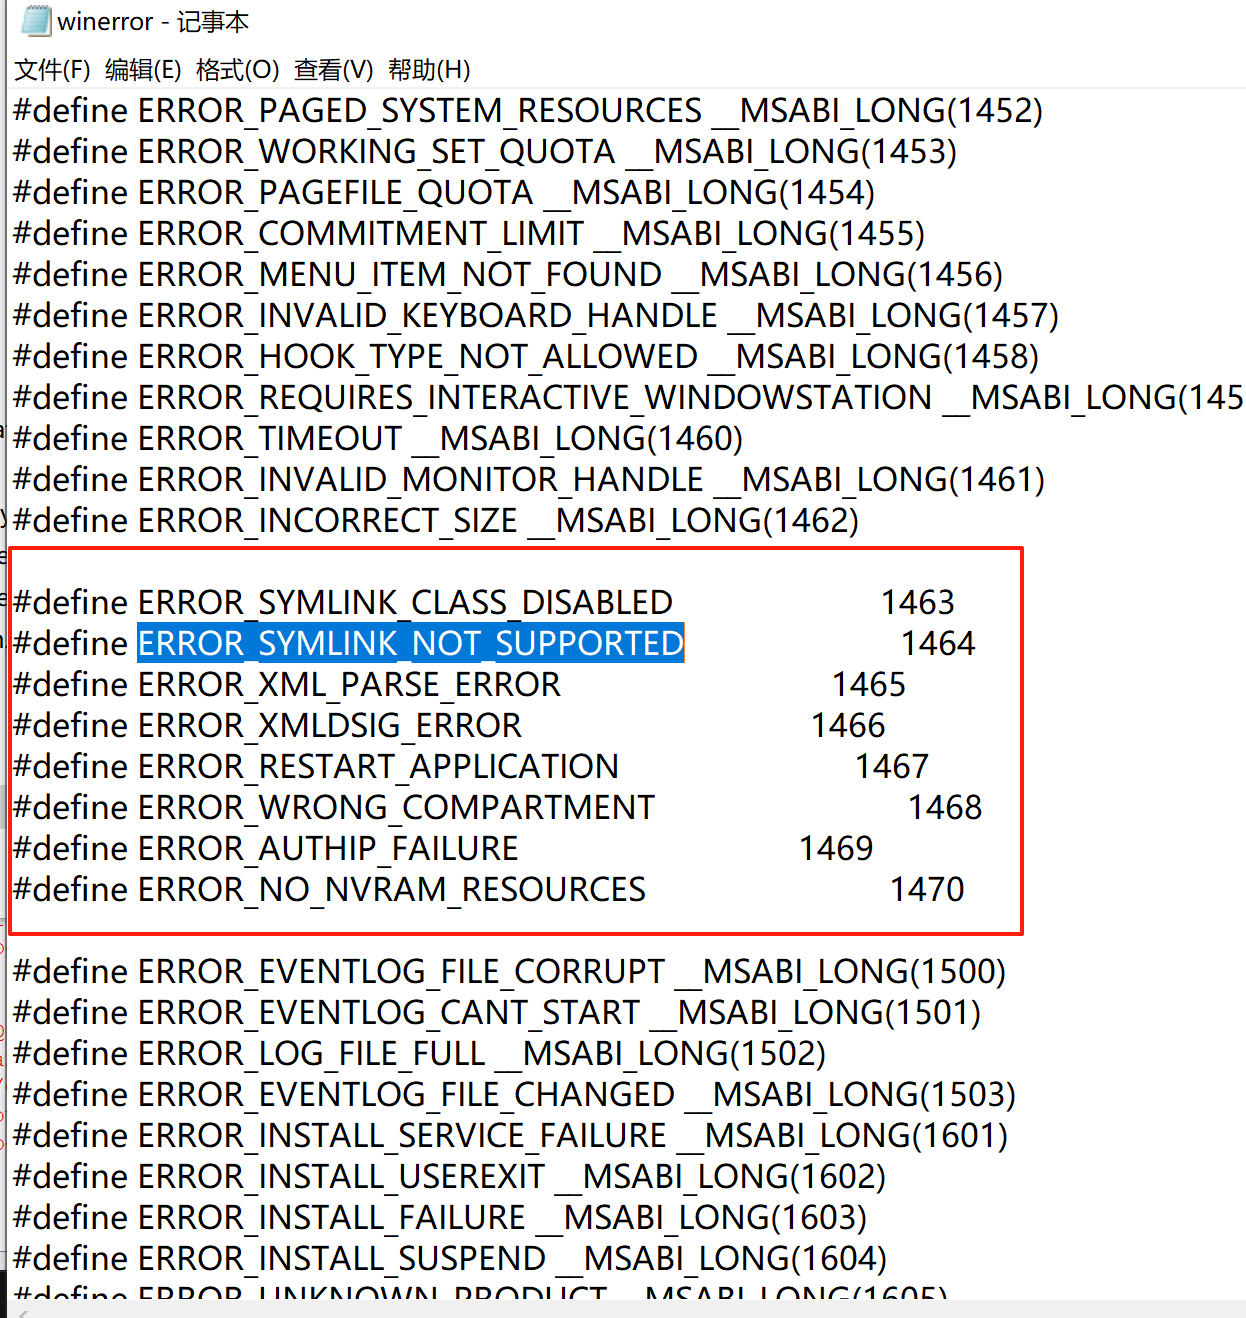 winerror - 记事本
文件(F) 编辑(E) 格式(O) 查看(V) 帮助(H)
#define ERROR_PAGED_SYSTEM_RESOURCES __MSABI_LONG(1452)
#define ERROR_WORKING_SET_QUOTA __MSABI_LONG(1453)
#define ERROR_PAGEFILE_QUOTA __MSABI_LONG(1454)
#define ERROR_COMMITMENT_LIMIT __MSABI_LONG(1455)
#define ERROR_MENU_ITEM_NOT_FOUND __MSABI_LONG(1456)
#define ERROR_INVALID_KEYBOARD_HANDLE __MSABI_LONG(1457)
#define ERROR_HOOK_TYPE_NOT_ALLOWED __MSABI_LONG(1458)
#define ERROR_REQUIRES_INTERACTIVE_WINDOWSTATION __MSABI_LONG(145
#define ERROR_TIMEOUT __MSABI_LONG(1460)
#define ERROR_INVALID_MONITOR_HANDLE __MSABI_LONG(1461)
#define ERROR_INCORRECT_SIZE __MSABI_LONG(1462)
#define ERROR_SYMLINK_CLASS_DISABLED 1463
#define ERROR_SYMLINK_NOT_SUPPORTED 1464
#define ERROR_XML_PARSE_ERROR 1465
#define ERROR_XMLDSIG_ERROR 1466
#define ERROR_RESTART_APPLICATION 1467
#define ERROR_WRONG_COMPARTMENT 1468
#define ERROR_AUTHIP_FAILURE 1469
#define ERROR_NO_NVRAM_RESOURCES 1470
#define ERROR_EVENTLOG_FILE_CORRUPT __MSABI_LONG(1500)
#define ERROR_EVENTLOG_CANT_START __MSABI_LONG(1501)
#define ERROR_LOG_FILE_FULL __MSABI_LONG(1502)
#define ERROR_EVENTLOG_FILE_CHANGED __MSABI_LONG(1503)
#define ERROR_INSTALL_SERVICE_FAILURE __MSABI_LONG(1601)
#define ERROR_INSTALL_USEREXIT __MSABI_LONG(1602)
#define ERROR_INSTALL_FAILURE __MSABI_LONG(1603)
#define ERROR_INSTALL_SUSPEND __MSABI_LONG(1604)
#define ERROR_UNKNOWN_PRODUCT __MSABI_LONG(1605)